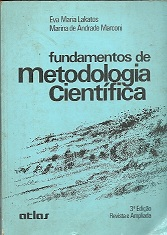 Eva Maria Lakatos
Marina de Andrade Marconi
fundamentos de
metodologia
Científica
3ª Edição
Revista e Ampliada
atlas